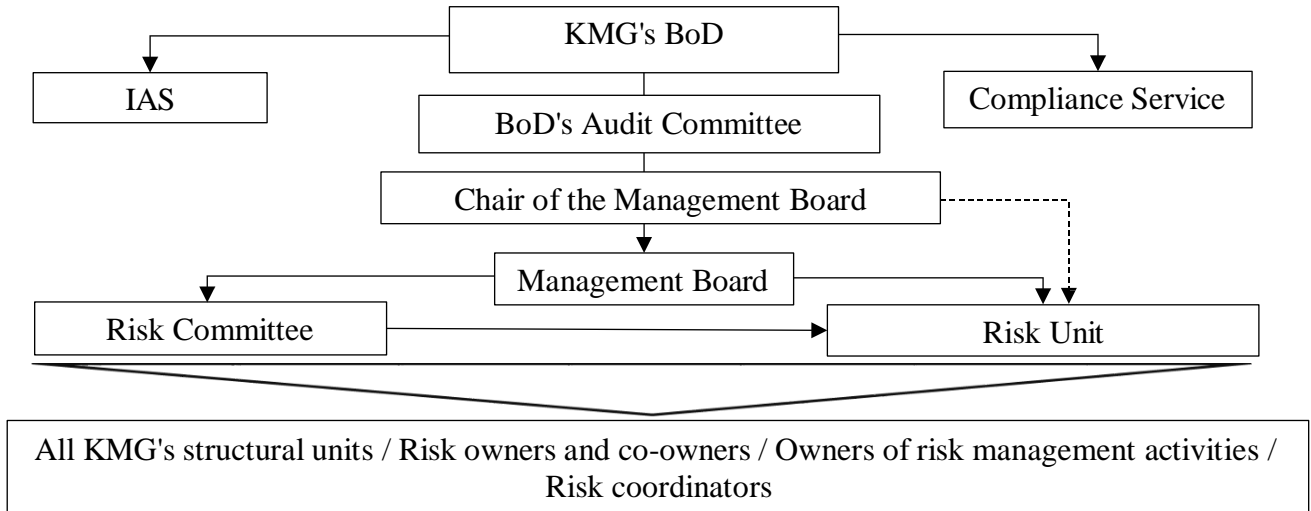 KMG's BoD
IAS
Compliance Service
BoD's Audit Committee
Chair of the Management Board
Management Board
Risk Committee
Risk Unit
All KMG's structural units / Risk owners and co-owners / Owners of risk management activities /
Risk coordinators